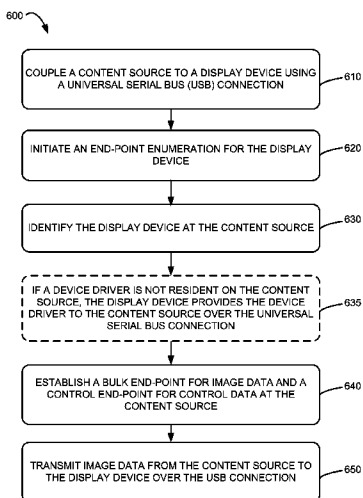 600
COUPLE A CONTENT SOURCE TO A DISPLAY DEVICE USING
A UNIVERSAL SERIAL BUS (USB) CONNECTION
610
INITIATE AN END-POINT ENUMERATION FOR THE DISPLAY
DEVICE
620
IDENTIFY THE DISPLAY DEVICE AT THE CONTENT SOURCE
630
IF A DEVICE DRIVER IS NOT RESIDENT ON THE CONTENT
SOURCE, THE DISPLAY DEVICE PROVIDES THE DEVICE
DRIVER TO THE CONTENT SOURCE OVER THE UNIVERSAL
SERIAL BUS CONNECTION
635
ESTABLISH A BULK END-POINT FOR IMAGE DATA AND A
CONTROL END-POINT FOR CONTROL DATA AT THE
CONTENT SOURCE
640
TRANSMIT IMAGE DATA FROM THE CONTENT SOURCE TO
THE DISPLAY DEVICE OVER THE USB CONNECTION
650